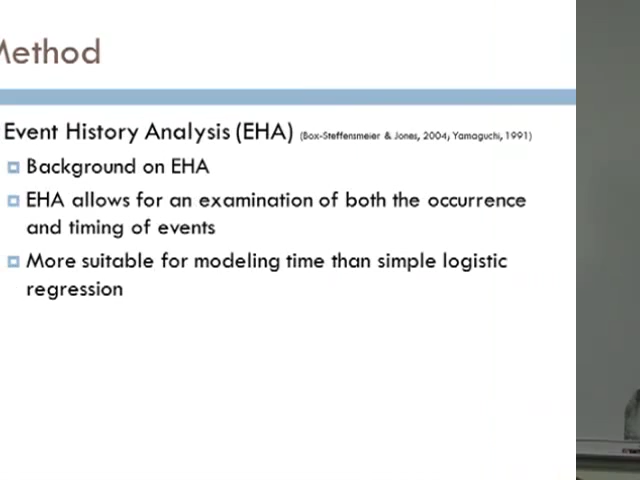 Method
Event History Analysis (EHA) (Box-Steffensmeier & Jones, 2004; Yamaguchi, 1991)
Background on EHA
EHA allows for an examination of both the occurrence
and timing of events
More suitable for modeling time than simple logistic
regression